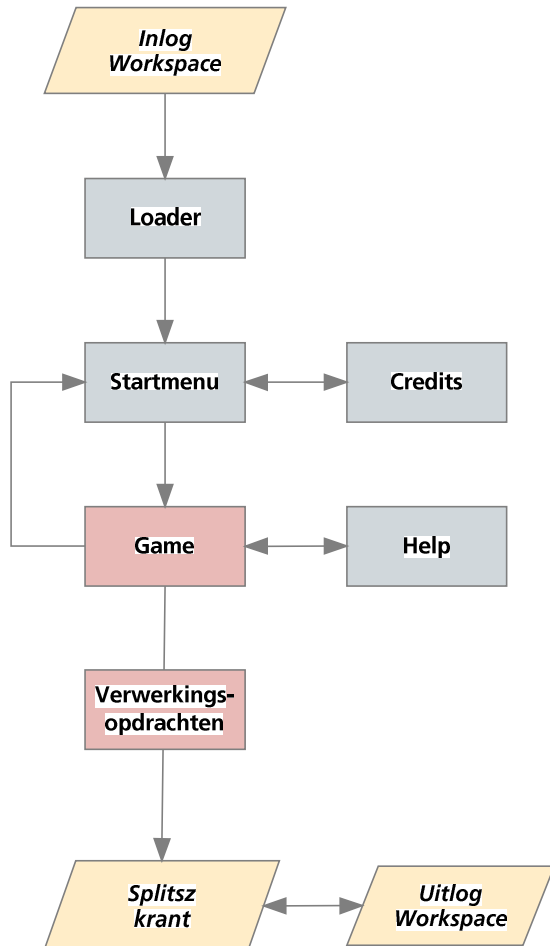 Inlog
Workspace
Loader
Startmenu
Credits
Game
Help
Verwerkings-
opdrachten
Splitsz
krant
Uitlog
Workspace